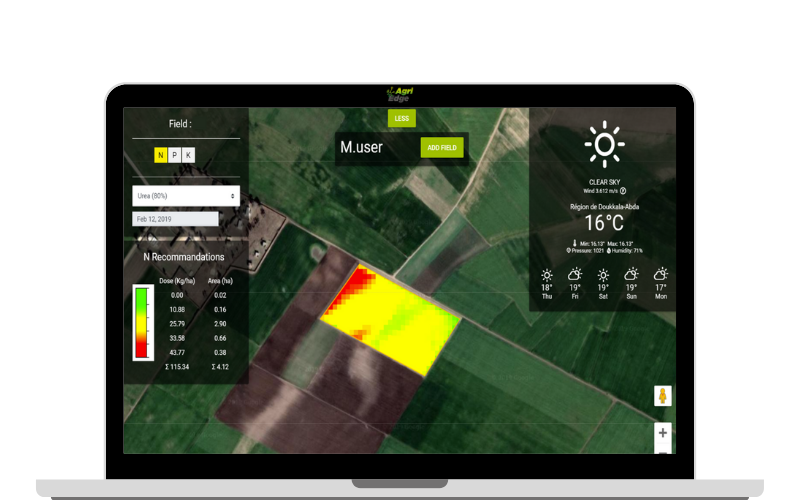 Agri
Edge
LESS
M.user
ADD FIELD
Field :
N P K
Urea (80%)
Feb 12, 2019
N Recommandations
Dose (Kg/ha) Area (ha)
0.00 0.02
10.88 0.16
25.79 2.90
33.58 0.66
43.77 0.38
Σ 115.34 Σ 4.12
CLEAR SKY
Wind 3.612 m/s
Région de Doukkala-Abda
16°C
Min: 16.13° Max: 16.13°
Pressure: 1021 Humidity: 71%
18° 19° 19° 19° 17°
Thu Fri Sat Sun Mon
+